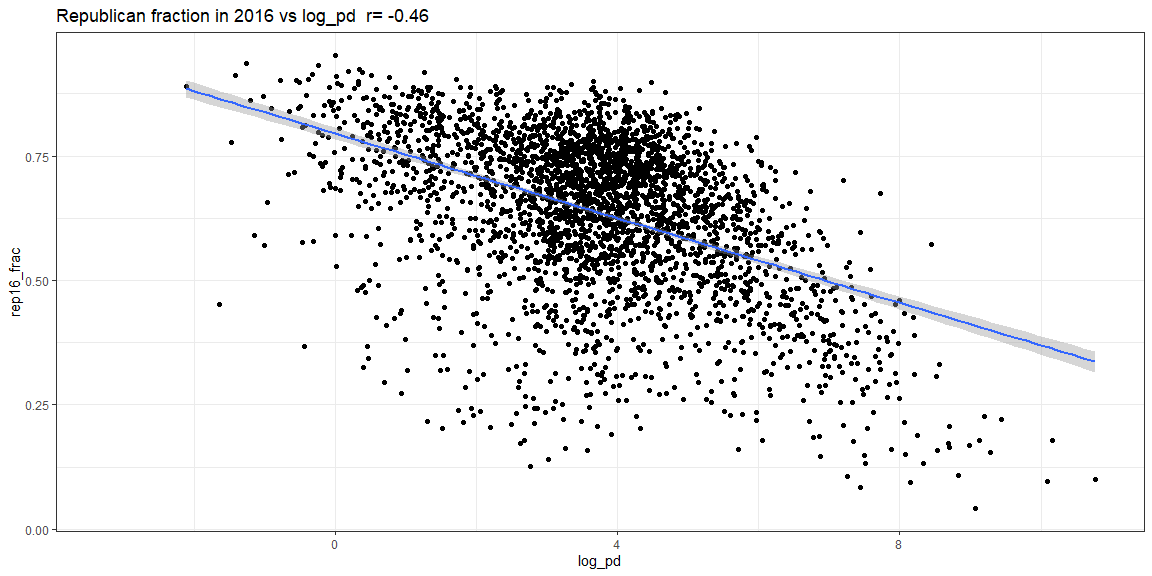 Republican fraction in 2016 vs log_pd  r= -0.46
0.75
0.50
0.25
0.00
rep16_frac
0
4
8
log_pd